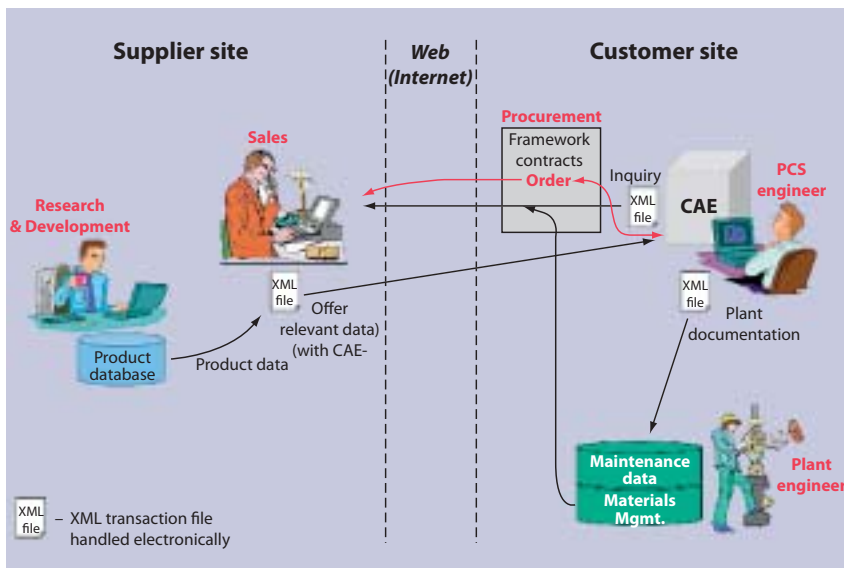 Supplier site
Web
(Internet)
Customer site
Sales
Research
& Development
Procurement
Framework
contracts
Order
Inquiry
XML
file
CAE
PCS
engineer
XML
file
Offer
relevant data)
(with CAE-
Product data
Product
database
XML
file
Plant
documentation
Maintenance
data
Materials
Mgmt.
Plant
engineer
XML
file
– XML transaction file
handled electronically